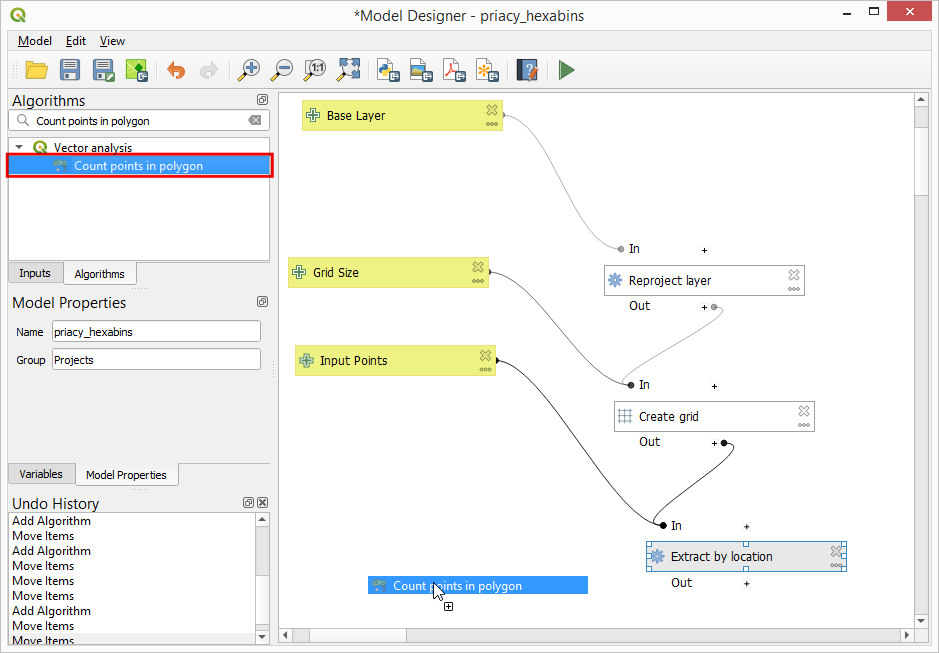 *Model Designer - priacy_hexabins
Model Edit View
1:1
Algorithms
Count points in polygon
Vector analysis
Count points in polygon
Inputs Algorithms
Model Properties
Name priacy_hexabins
Group Projects
Variables Model Properties
Undo History
Add Algorithm
Move Items
Add Algorithm
Move Items
Move Items
Move Items
Add Algorithm
Move Items
Move Items
Base Layer
In
Reproject layer
Out
Grid Size
Input Points
In
Create grid
Out
In
Extract by location
Out
Count points in polygon